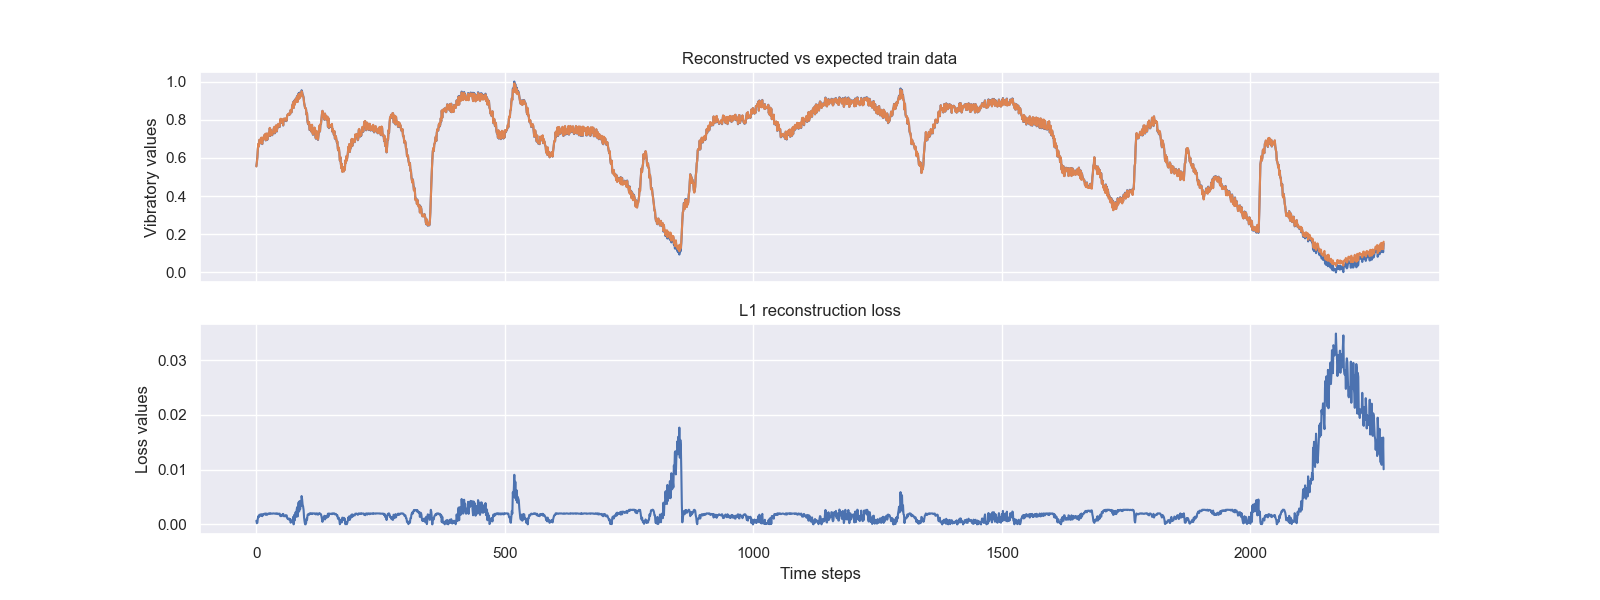 Reconstructed vs expected train data
Vibratory values
1.0
0.8
0.6
0.4
0.2
0.0
L1 reconstruction loss
Loss values
0.03
0.02
0.01
0.00
0 500 1000 1500 2000
Time steps